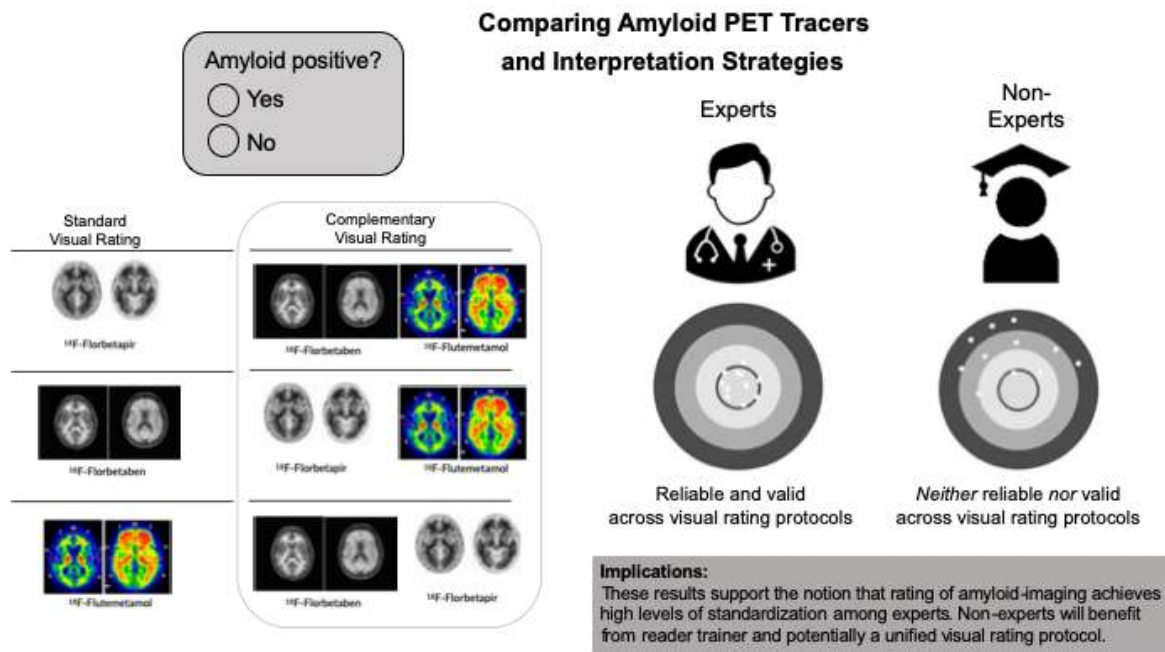 Comparing Amyloid PET Tracers
and Interpretation Strategies
Amyloid positive?
Yes
No
Standard
Visual Rating
Complementary
Visual Rating
¹⁸F-Florbetapir
¹⁸F-Florbetaben
¹⁸F-Flutemetamol
¹⁸F-Florbetaben
¹⁸F-Florbetapir
¹⁸F-Flutemetamol
¹⁸F-Flutemetamol
¹⁸F-Florbetaben
¹⁸F-Florbetapir
Experts
Non-
Experts
Reliable and valid
across visual rating protocols
Neither reliable nor valid
across visual rating protocols
Implications:
These results support the notion that rating of amyloid-imaging achieves
high levels of standardization among experts. Non-experts will benefit
from reader trainer and potentially a unified visual rating protocol.